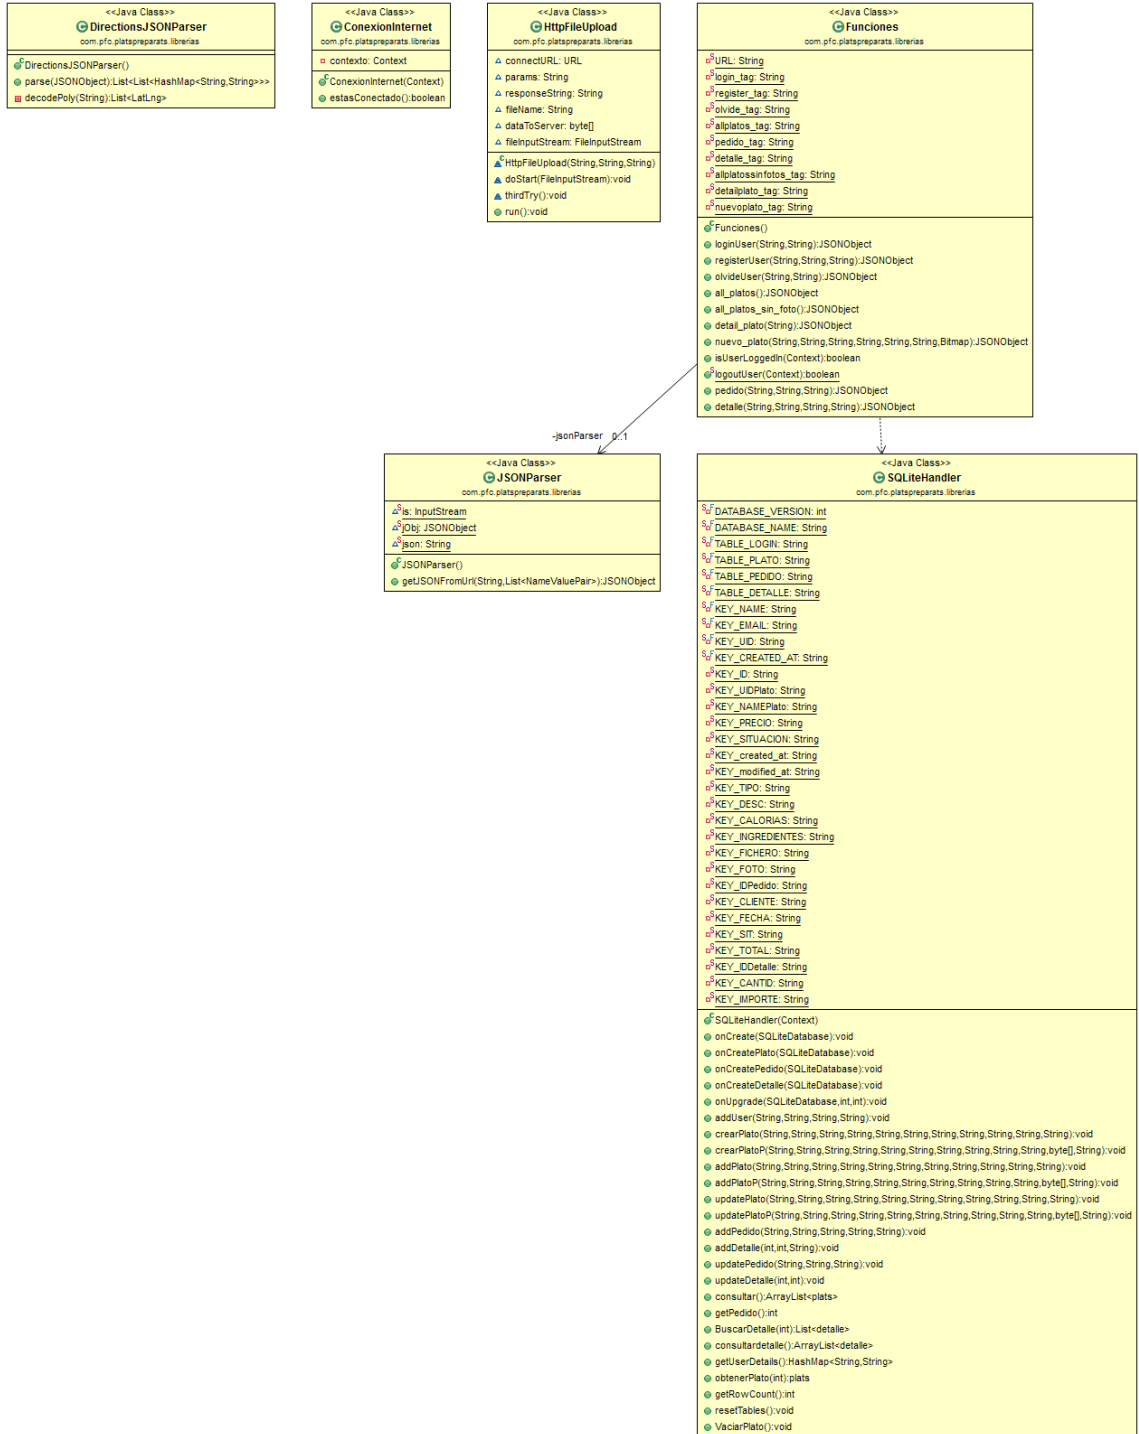 <<Java Class>>
DirectionsJSONParser
com.pfc.platspreparats.librerias
DirectionsJSONParser()
parse(JSONObject):List<List<HashMap<String,String>>>
decodePoly(String):List<LatLng>
<<Java Class>>
ConexionInternet
com.pfc.platspreparats.librerias
contexto: Context
ConexionInternet(Context)
estasConectado():boolean
<<Java Class>>
HttpFileUpload
com.pfc.platspreparats.librerias
connectURL: URL
params: String
responseString: String
fileName: String
dataToServer: byte[]
fileInputStream: FileInputStream
HttpFileUpload(String,String,String)
doStart(FileInputStream):void
thirdTry():void
run():void
<<Java Class>>
Funciones
com.pfc.platspreparats.librerias
URL: String
login_tag: String
register_tag: String
olvide_tag: String
allplatos_tag: String
pedido_tag: String
detalle_tag: String
allplatossinfotos_tag: String
detailplato_tag: String
nuevoplato_tag: String
Funciones()
loginUser(String,String):JSONObject
registerUser(String,String,String):JSONObject
olvideUser(String,String):JSONObject
all_platos():JSONObject
all_platos_sin_foto():JSONObject
detail_plato(String):JSONObject
nuevo_plato(String,String,String,String,String,String,Bitmap):JSONObject
isUserLoggedIn(Context):boolean
logoutUser(Context):boolean
pedido(String,String,String):JSONObject
detalle(String,String,String,String):JSONObject
-jsonParser 0..1
<<Java Class>>
JSONParser
com.pfc.platspreparats.librerias
is: InputStream
jObj: JSONObject
json: String
JSONParser()
getJSONFromUrl(String,List<NameValuePair>):JSONObject
<<Java Class>>
SQLiteHandler
com.pfc.platspreparats.librerias
DATABASE_VERSION: int
DATABASE_NAME: String
TABLE_LOGIN: String
TABLE_PLATO: String
TABLE_PEDIDO: String
TABLE_DETALLE: String
KEY_NAME: String
KEY_EMAIL: String
KEY_UID: String
KEY_CREATED_AT: String
KEY_ID: String
KEY_UIDPlato: String
KEY_NAMEPlato: String
KEY_PRECIO: String
KEY_SITUACION: String
KEY_created_at: String
KEY_modified_at: String
KEY_TIPO: String
KEY_DESC: String
KEY_CALORIAS: String
KEY_INGREDIENTES: String
KEY_FICHERO: String
KEY_FOTO: String
KEY_IDPedido: String
KEY_CLIENTE: String
KEY_FECHA: String
KEY_SIT: String
KEY_TOTAL: String
KEY_IDDetalle: String
KEY_CANTID: String
KEY_IMPORTE: String
SQLiteHandler(Context)
onCreate(SQLiteDatabase):void
onCreatePlato(SQLiteDatabase):void
onCreatePedido(SQLiteDatabase):void
onCreateDetalle(SQLiteDatabase):void
onUpgrade(SQLiteDatabase,int,int):void
addUser(String,String,String,String):void
crearPlato(String,String,String,String,String,String,String,String,String,String,String):void
crearPlatoP(String,String,String,String,String,String,String,String,String,String,byte[],String):void
addPlato(String,String,String,String,String,String,String,String,String,String,String):void
addPlatoP(String,String,String,String,String,String,String,String,String,String,byte[],String):void
updatePlato(String,String,String,String,String,String,String,String,String,String,String):void
updatePlatoP(String,String,String,String,String,String,String,String,String,String,byte[],String):void
addPedido(String,String,String,String,String):void
addDetalle(int,int,String):void
updatePedido(String,String,String):void
updateDetalle(int,int):void
consultar():ArrayList<plats>
getPedido():int
BuscarDetalle(int):List<detalle>
consultardetalle():ArrayList<detalle>
getUserDetails():HashMap<String,String>
obtenerPlato(int):plats
getRowCount():int
resetTables():void
VaciarPlato():void